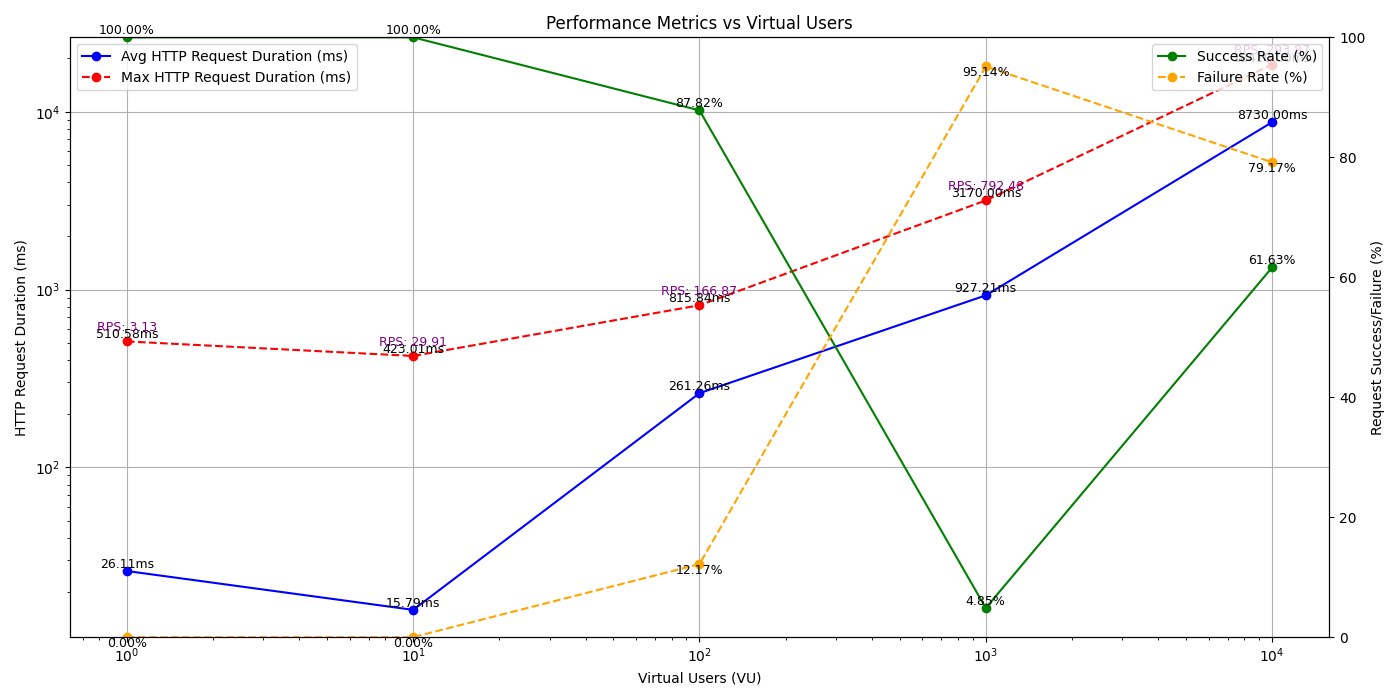 Performance Metrics vs Virtual Users
Avg HTTP Request Duration (ms)
Max HTTP Request Duration (ms)
Success Rate (%)
Failure Rate (%)
HTTP Request Duration (ms)
10⁴
10³
10²
100.00%
100.00%
87.82%
4.85%
61.63%
0.00%
0.00%
12.17%
95.14%
79.17%
RPS: 3.13
510.58ms
RPS: 29.91
423.01ms
RPS: 166.87
815.84ms
RPS: 792.48
3170.00ms
26.11ms
15.79ms
261.26ms
927.21ms
8730.00ms
100
80
60
40
20
0
Request Success/Failure (%)
10⁰
10¹
10²
10³
10⁴
Virtual Users (VU)